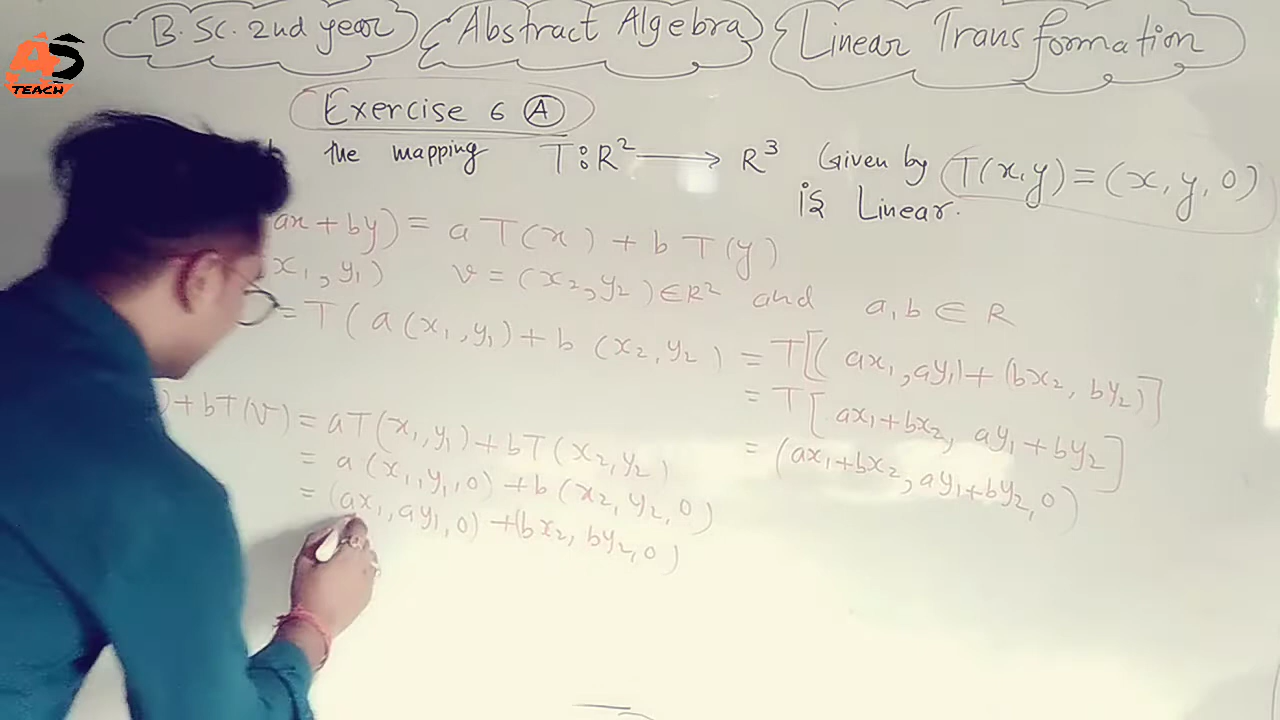 AS
TEACH
B.Sc. 2nd year Abstract Algebra Linear Transformation
Exercise 6 (A)
the mapping T:R² ⟶ R³ Given by T(x,y)=(x,y,0)
is Linear.
ax+by) = a T(x) + b T(y)
x₁,y₁) v=(x₂,y₂)∈R² and a,b ∈ R
= T(a(x₁,y₁)+b(x₂,y₂) = T[(ax₁,ay₁)+(bx₂,by₂)]
= T[ax₁+bx₂, ay₁+by₂]
= (ax₁+bx₂,ay₁+by₂,0)
)+bT(v) = aT(x₁,y₁)+bT(x₂,y₂)
= a(x₁,y₁,0)+b(x₂,y₂,0)
= (ax₁,ay₁,0)+(bx₂,by₂,0)